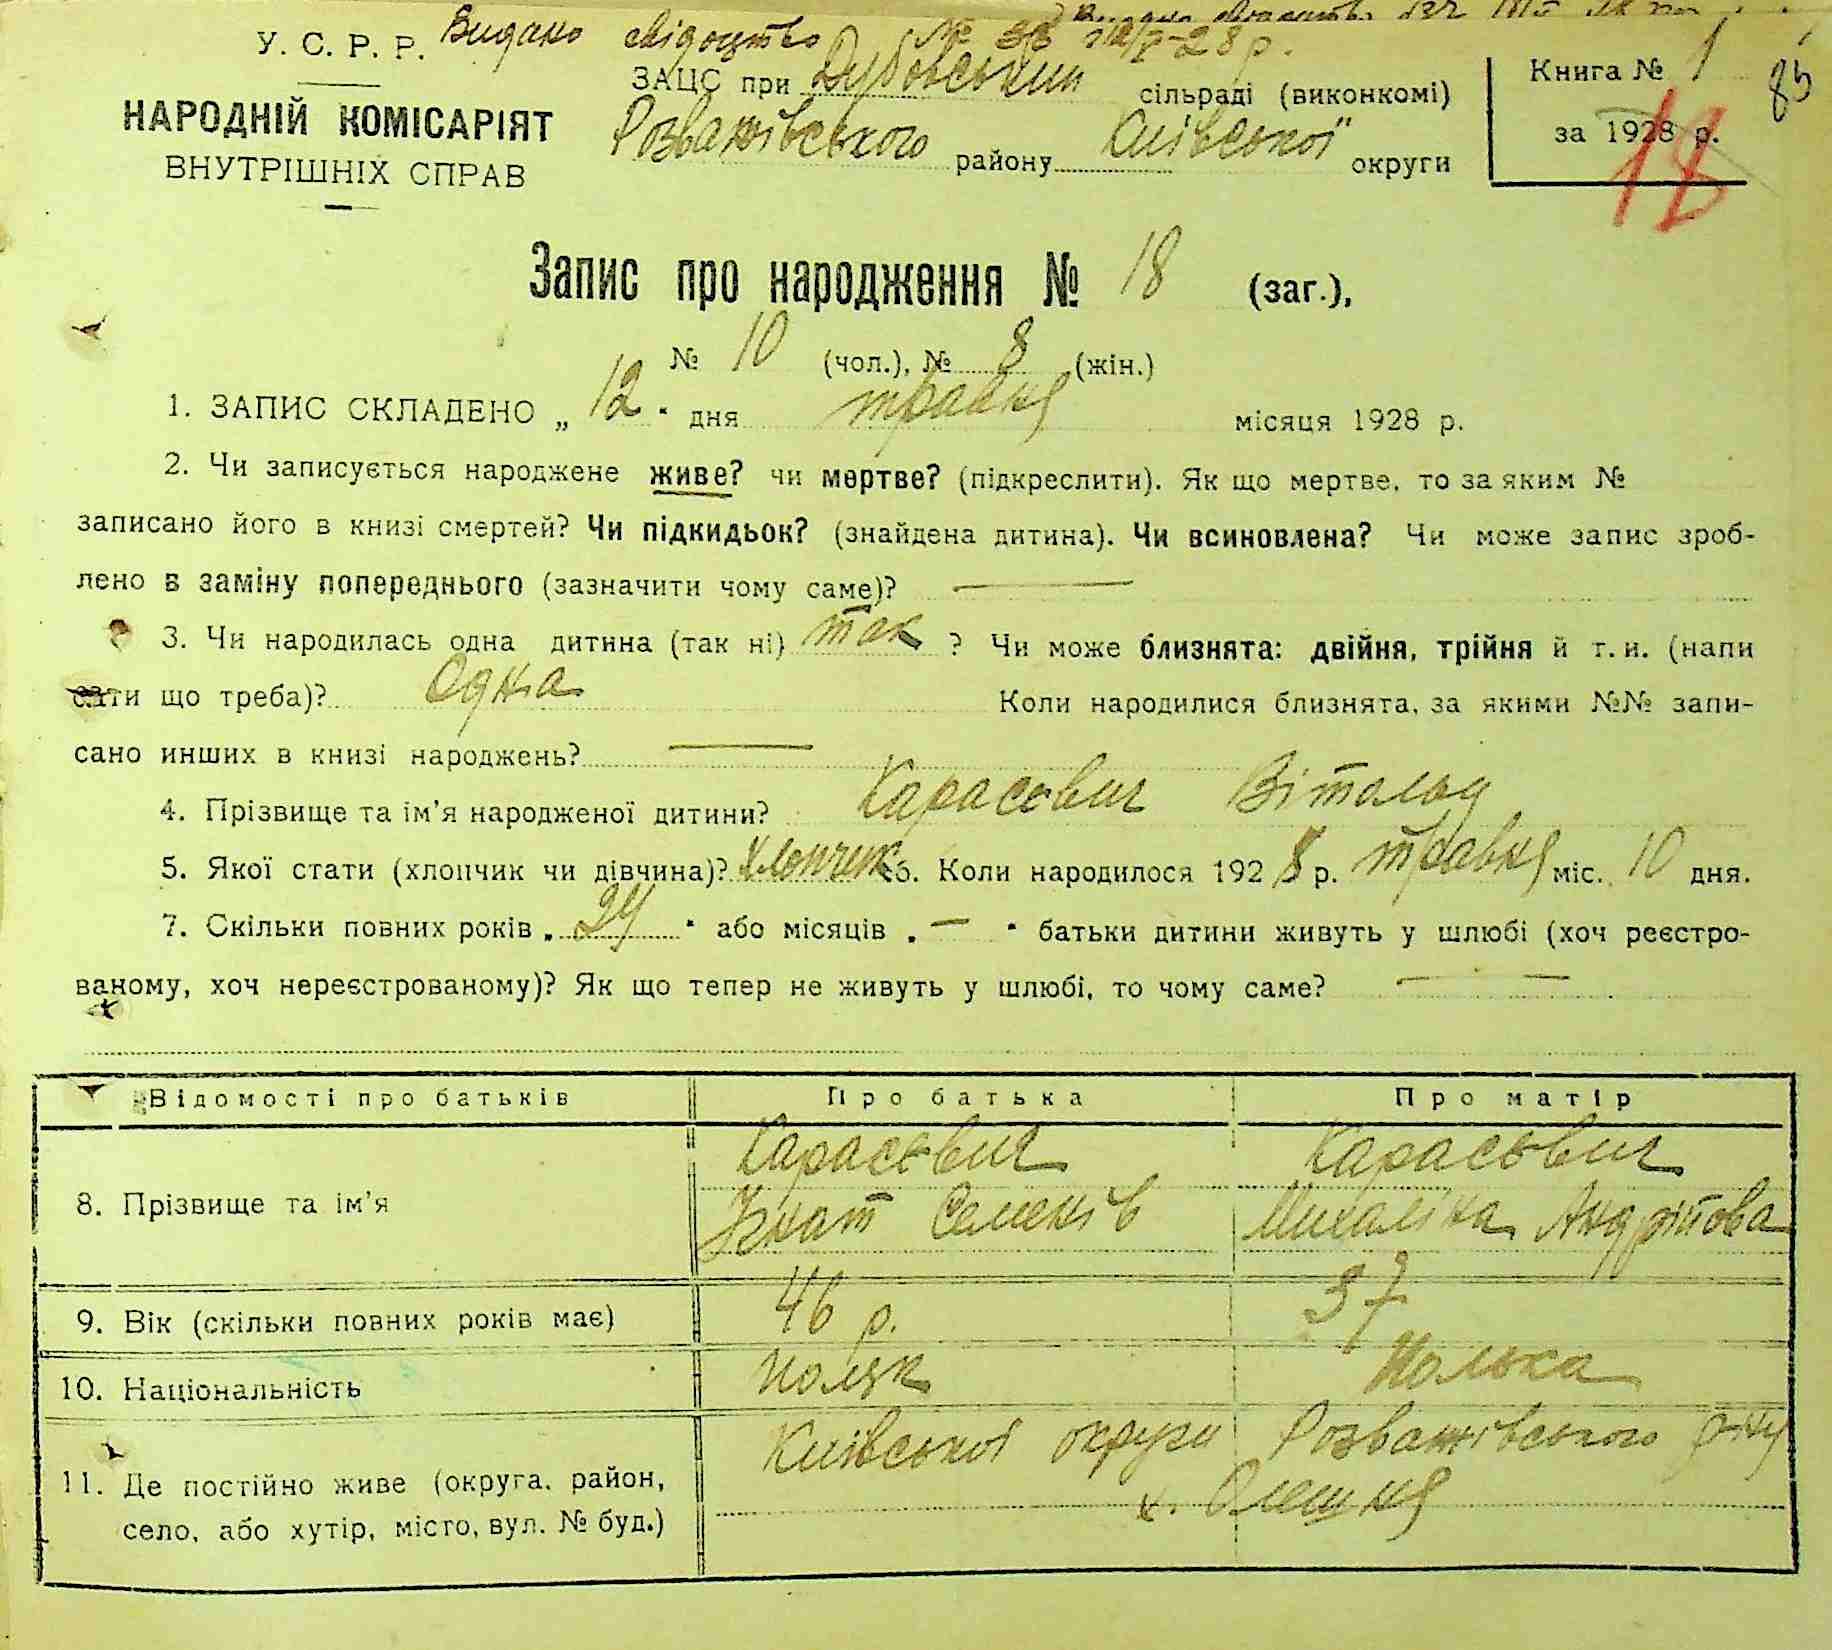 У. С. Р. Р. Видано свідоцтво № 38
НАРОДНІЙ КОМІСАРІЯТ
ВНУТРІШНІХ СПРАВ
ЗАЦС при Дубовський сільраді (виконкомі)
Розважівського району Київської округи
Книга № 1
за 1928 р.
85
18
Запис про народження № 18 (заг.),
№ 10 (чол.), № 8 (жін.)
1. ЗАПИС СКЛАДЕНО „ 12 " дня травня місяця 1928 р.
2. Чи записується народжене живе? чи мертве? (підкреслити). Як що мертве, то за яким №
записано його в книзі смертей? Чи підкидьок? (знайдена дитина). Чи всиновлена? Чи може запис зроб-
лено в заміну попереднього (зазначити чому саме)? —
3. Чи народилась одна дитина (так ні) так ? Чи може близнята: двійня, трійня й т. и. (напи
сати що треба)? Одна Коли народилися близнята, за якими №№ запи-
сано инших в книзі народжень? —
4. Прізвище та ім'я народженої дитини? Карасевич Вітольд
5. Якої стати (хлопчик чи дівчина)? хлопчик 6. Коли народилося 1928 р. травня міс. 10 дня.
7. Скільки повних років „ 24 " або місяців „ — " батьки дитини живуть у шлюбі (хоч реєстро-
ваному, хоч нереєстрованому)? Як що тепер не живуть у шлюбі, то чому саме? —
Відомості про батьків Про батька Про матір
8. Прізвище та ім'я
Карасевич
Ігнат Семенів
Карасевич
Михаліна Андрійова
9. Вік (скільки повних років має) 46 р. 37
10. Національність поляк полька
11. Де постійно живе (округа, район,
село, або хутір, місто, вул. № буд.)
Київської округи Розважівського р-ну
х. Олешня